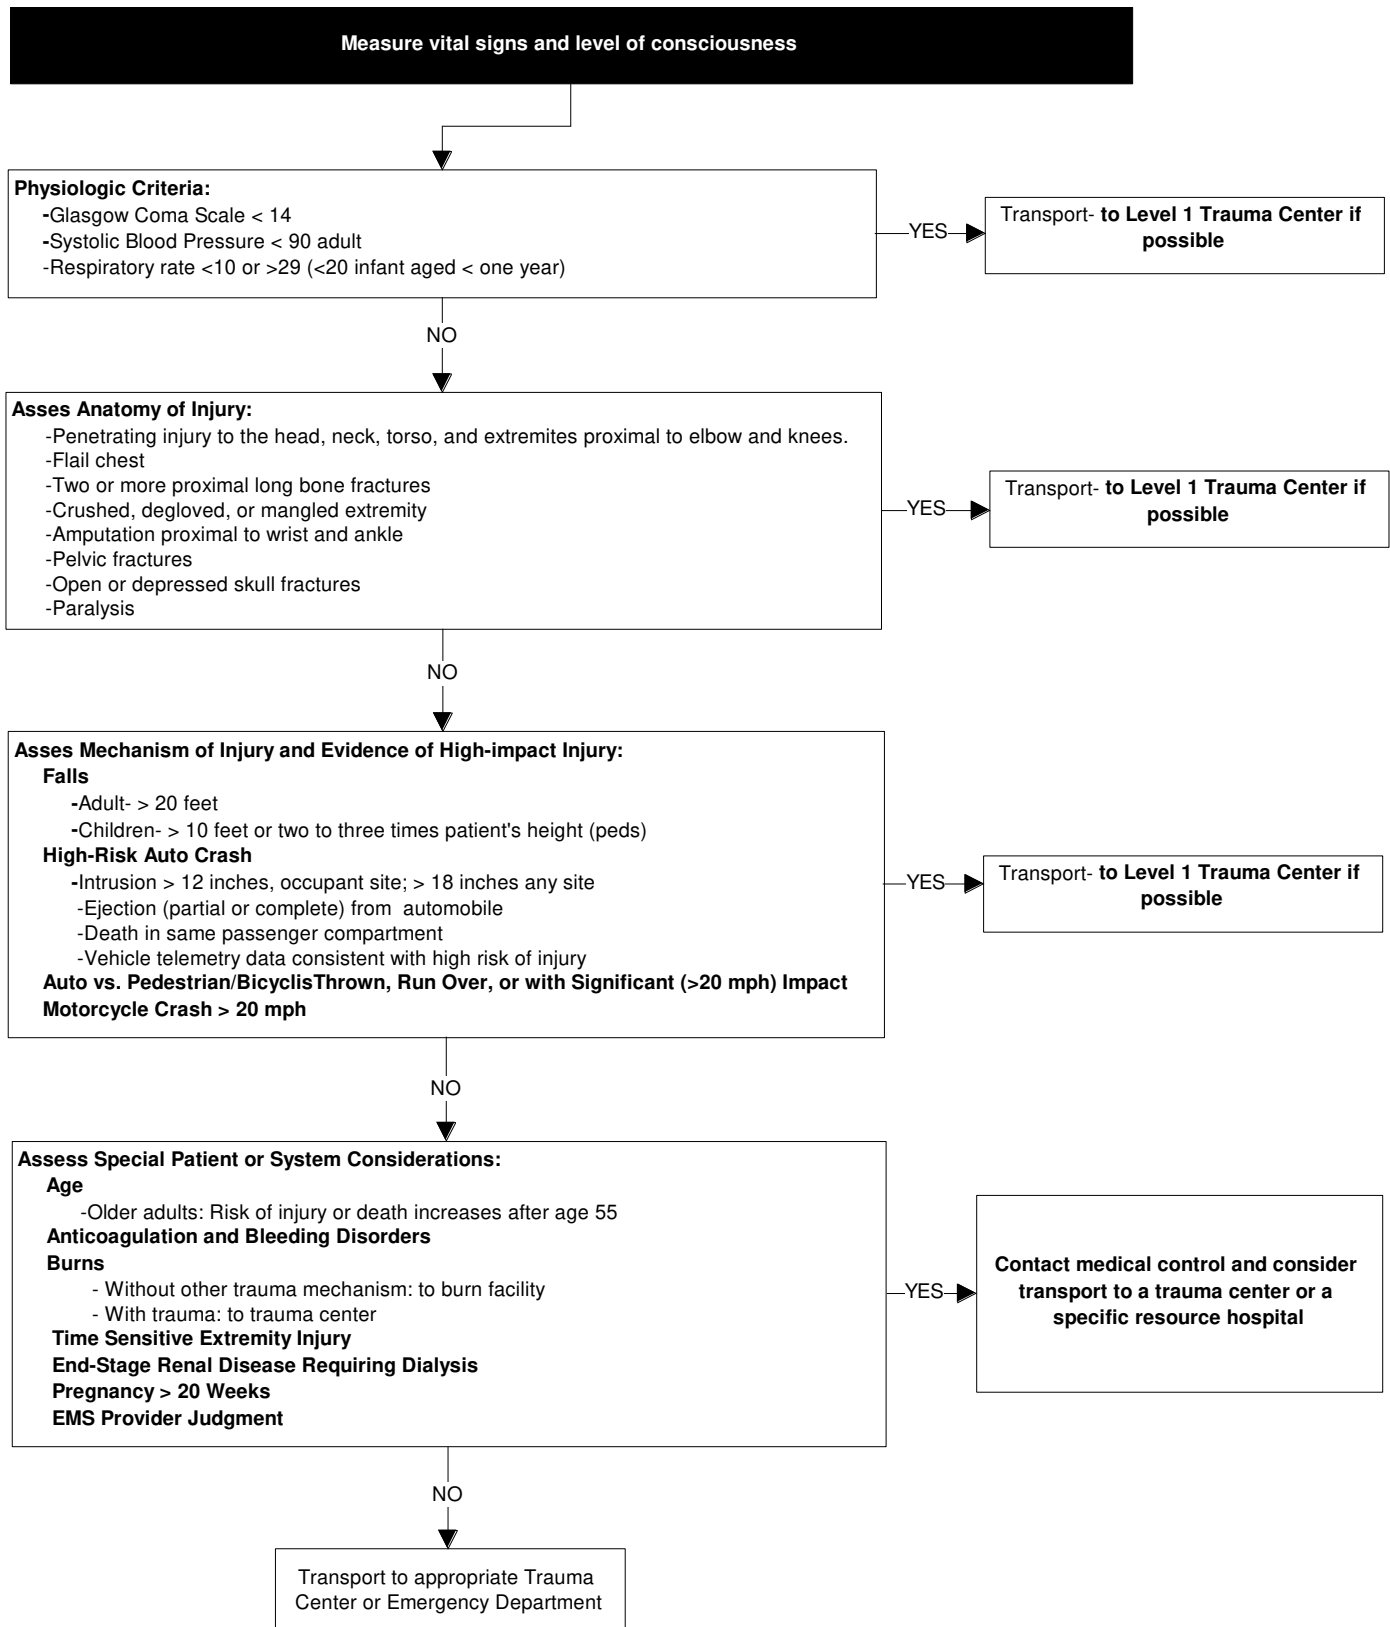 Measure vital signs and level of consciousness
Physiologic Criteria:
-Glasgow Coma Scale < 14
-Systolic Blood Pressure < 90 adult
-Respiratory rate <10 or >29 (<20 infant aged < one year)
YES
Transport- to Level 1 Trauma Center if
possible
NO
Asses Anatomy of Injury:
-Penetrating injury to the head, neck, torso, and extremites proximal to elbow and knees.
-Flail chest
-Two or more proximal long bone fractures
-Crushed, degloved, or mangled extremity
-Amputation proximal to wrist and ankle
-Pelvic fractures
-Open or depressed skull fractures
-Paralysis
YES
Transport- to Level 1 Trauma Center if
possible
NO
Asses Mechanism of Injury and Evidence of High-impact Injury:
Falls
-Adult- > 20 feet
-Children- > 10 feet or two to three times patient's height (peds)
High-Risk Auto Crash
-Intrusion > 12 inches, occupant site; > 18 inches any site
-Ejection (partial or complete) from automobile
-Death in same passenger compartment
-Vehicle telemetry data consistent with high risk of injury
Auto vs. Pedestrian/BicyclisThrown, Run Over, or with Significant (>20 mph) Impact
Motorcycle Crash > 20 mph
YES
Transport- to Level 1 Trauma Center if
possible
NO
Assess Special Patient or System Considerations:
Age
-Older adults: Risk of injury or death increases after age 55
Anticoagulation and Bleeding Disorders
Burns
- Without other trauma mechanism: to burn facility
- With trauma: to trauma center
Time Sensitive Extremity Injury
End-Stage Renal Disease Requiring Dialysis
Pregnancy > 20 Weeks
EMS Provider Judgment
YES
Contact medical control and consider
transport to a trauma center or a
specific resource hospital
NO
Transport to appropriate Trauma
Center or Emergency Department